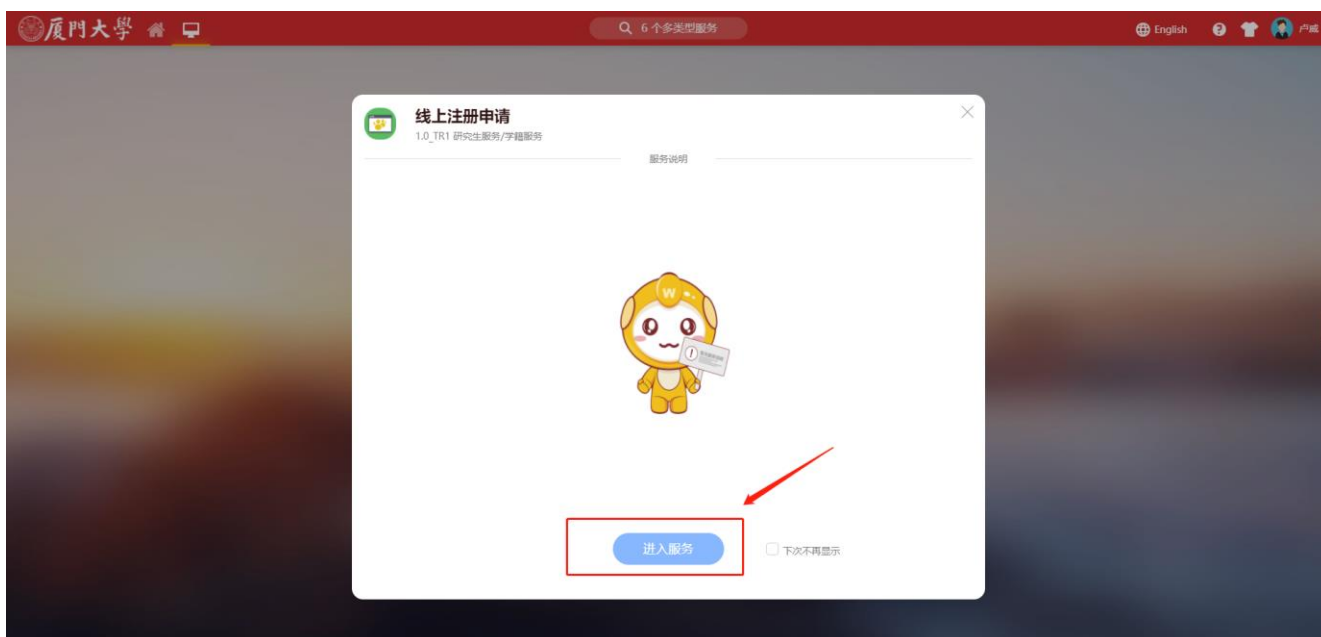 厦門大學
6 个多类型服务
English
卢威
线上注册申请
1.0_TR1 研究生服务/学籍服务
服务说明
W
进入服务
下次不再显示